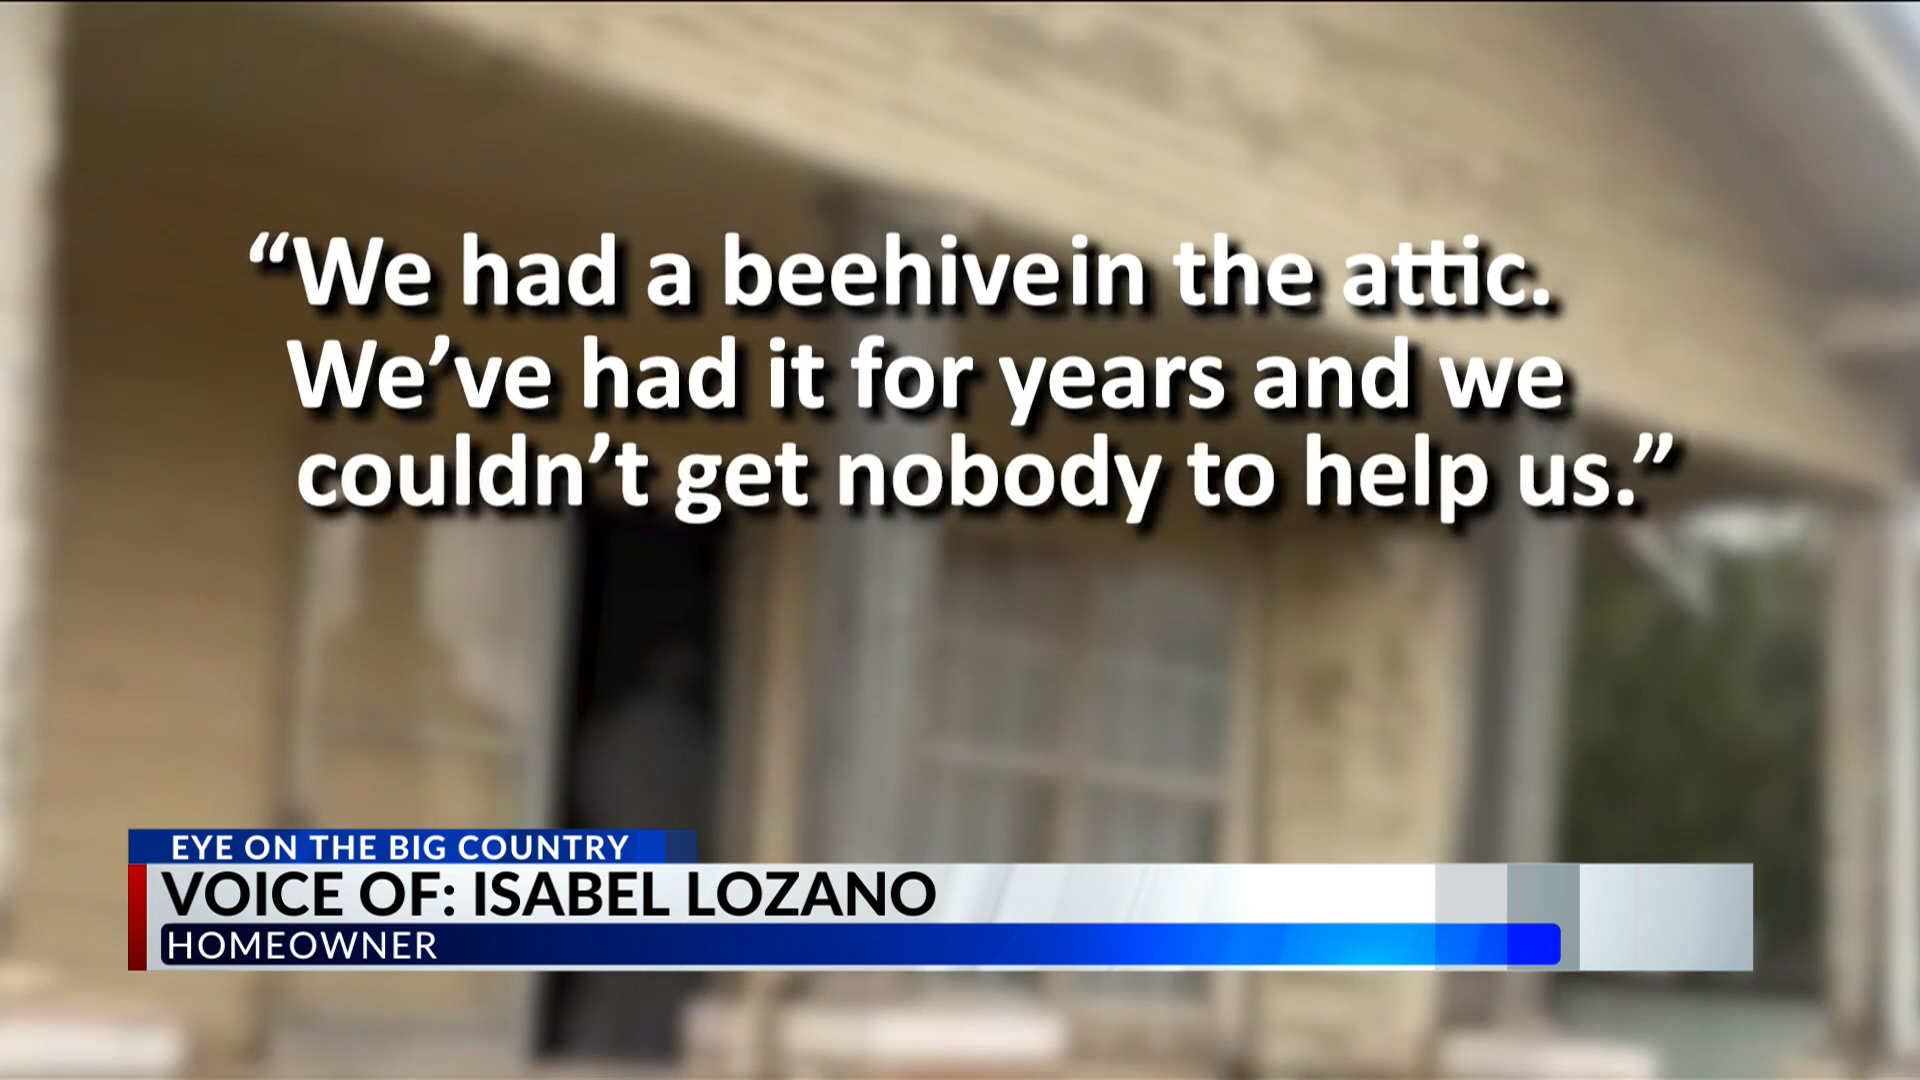 “We had a beehivein the attic.
We’ve had it for years and we
couldn’t get nobody to help us.”
EYE ON THE BIG COUNTRY
VOICE OF: ISABEL LOZANO
HOMEOWNER